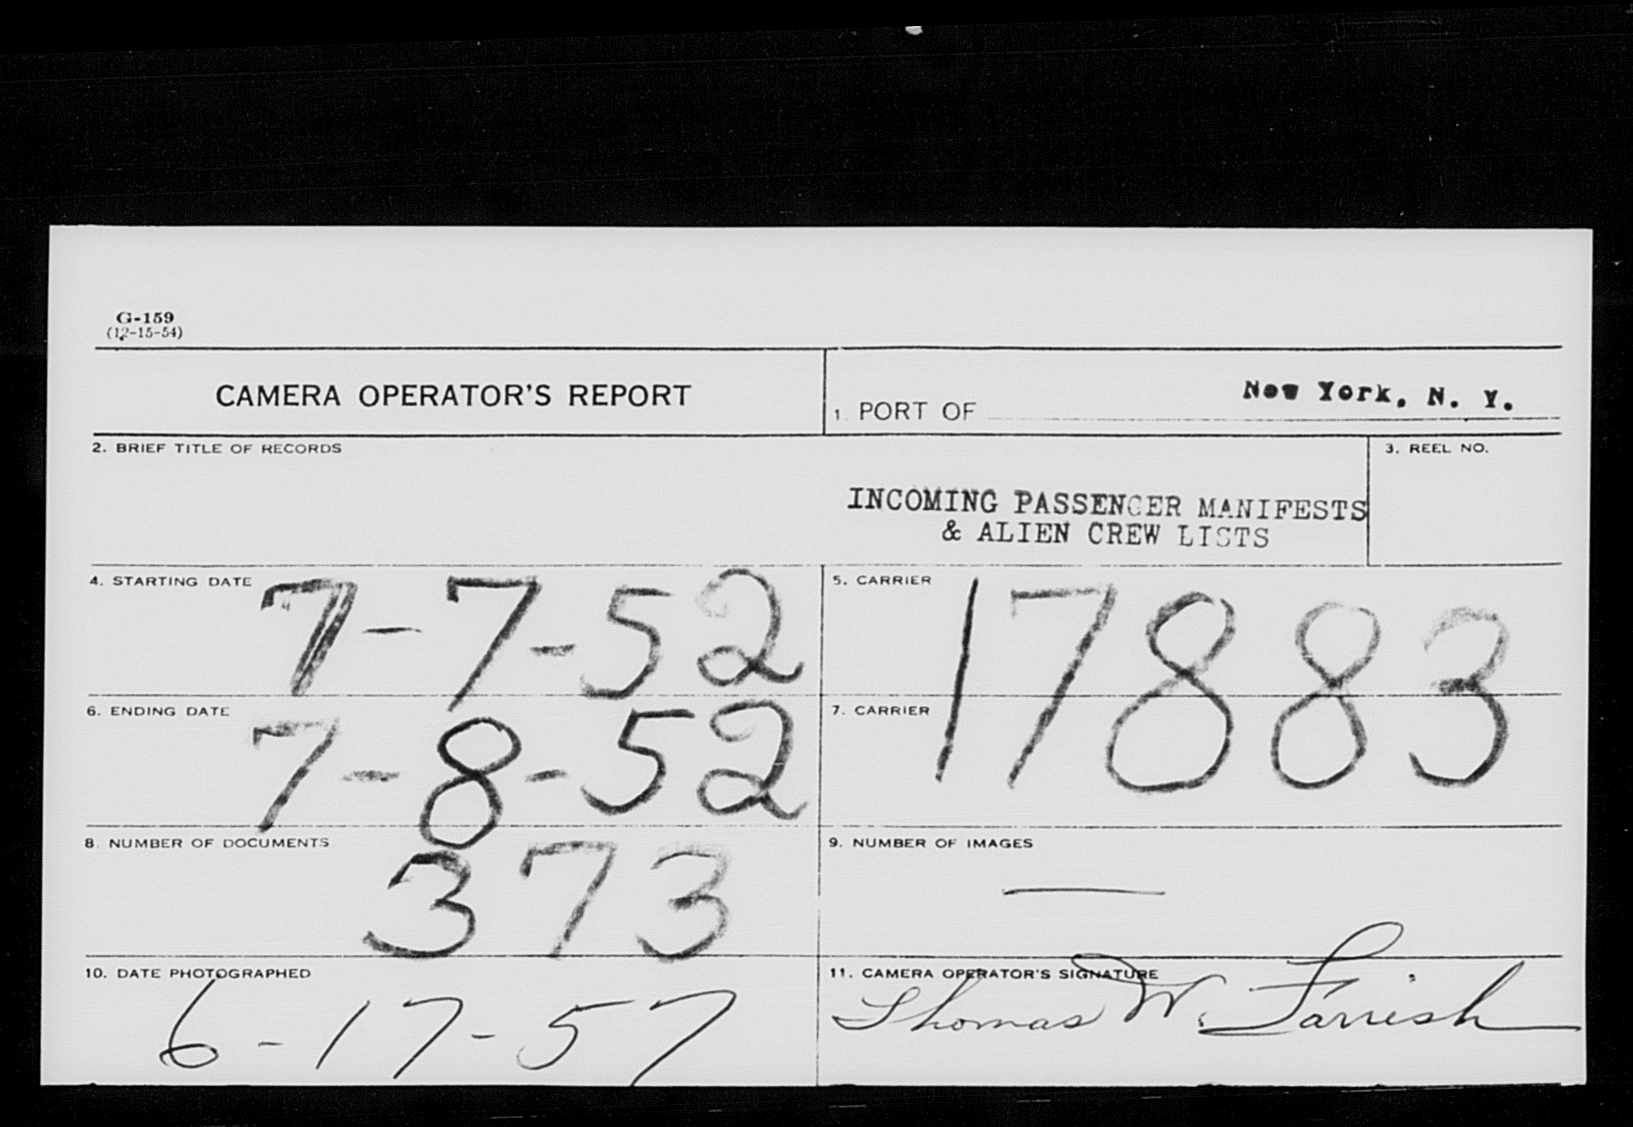 G-159
(12-15-54)
CAMERA OPERATOR'S REPORT
1. PORT OF New York, N. Y.
2. BRIEF TITLE OF RECORDS
INCOMING PASSENGER MANIFESTS
& ALIEN CREW LISTS
3. REEL NO.
4. STARTING DATE 7-7-52
5. CARRIER
17883
6. ENDING DATE 7-8-52
7. CARRIER
8. NUMBER OF DOCUMENTS
373
9. NUMBER OF IMAGES
—
10. DATE PHOTOGRAPHED
6-17-57
11. CAMERA OPERATOR'S SIGNATURE
Thomas W. Farrish